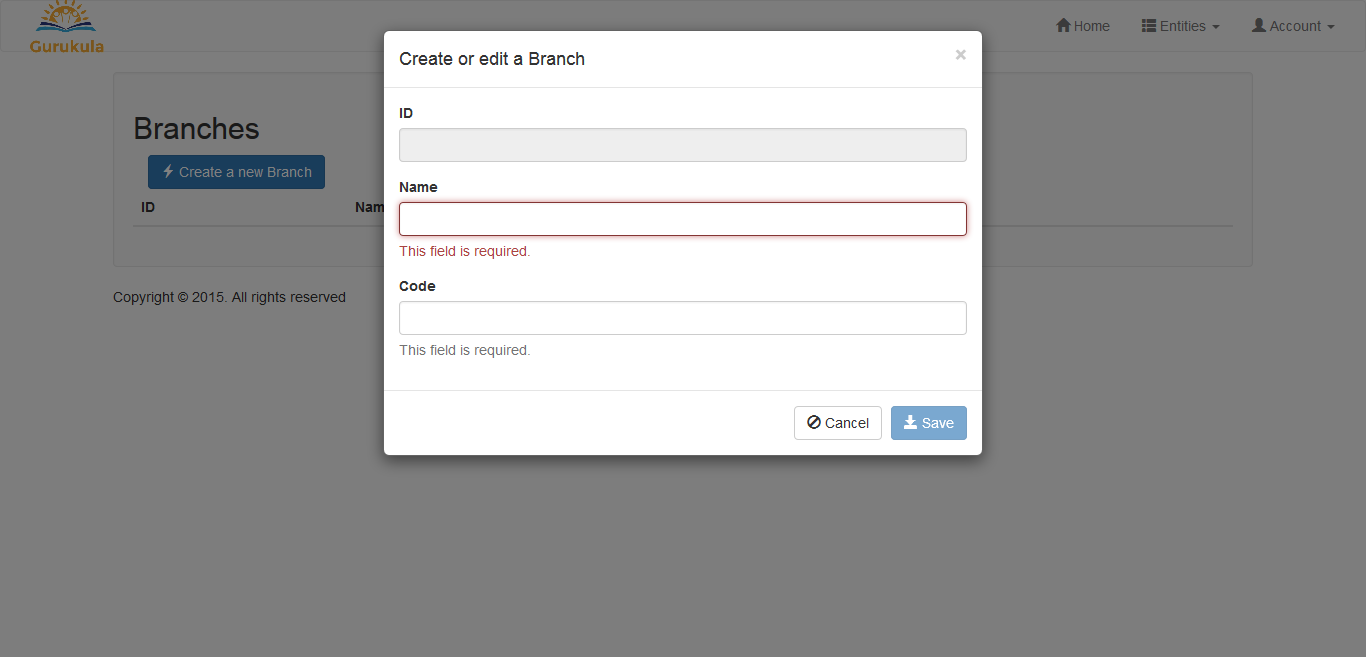 Gurukula
Home
Entities
Account
Create or edit a Branch
×
ID
Name
This field is required.
Code
This field is required.
Cancel
Save
Branches
Create a new Branch
ID
Nam
Copyright © 2015. All rights reserved